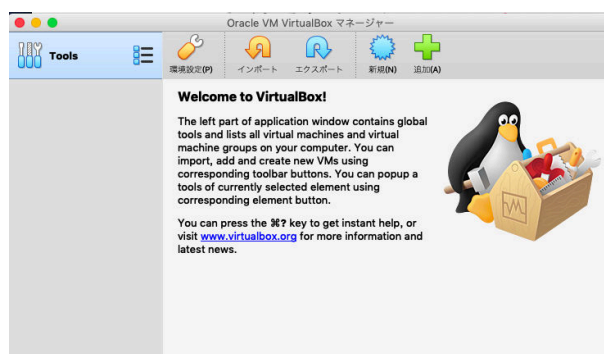 Oracle VM VirtualBox マネージャー
Tools
環境設定(P)
インポート
エクスポート
新規(N)
追加(A)
Welcome to VirtualBox!
The left part of application window contains global
tools and lists all virtual machines and virtual
machine groups on your computer. You can
import, add and create new VMs using
corresponding toolbar buttons. You can popup a
tools of currently selected element using
corresponding element button.
You can press the ⌘? key to get instant help, or
visit www.virtualbox.org for more information and
latest news.